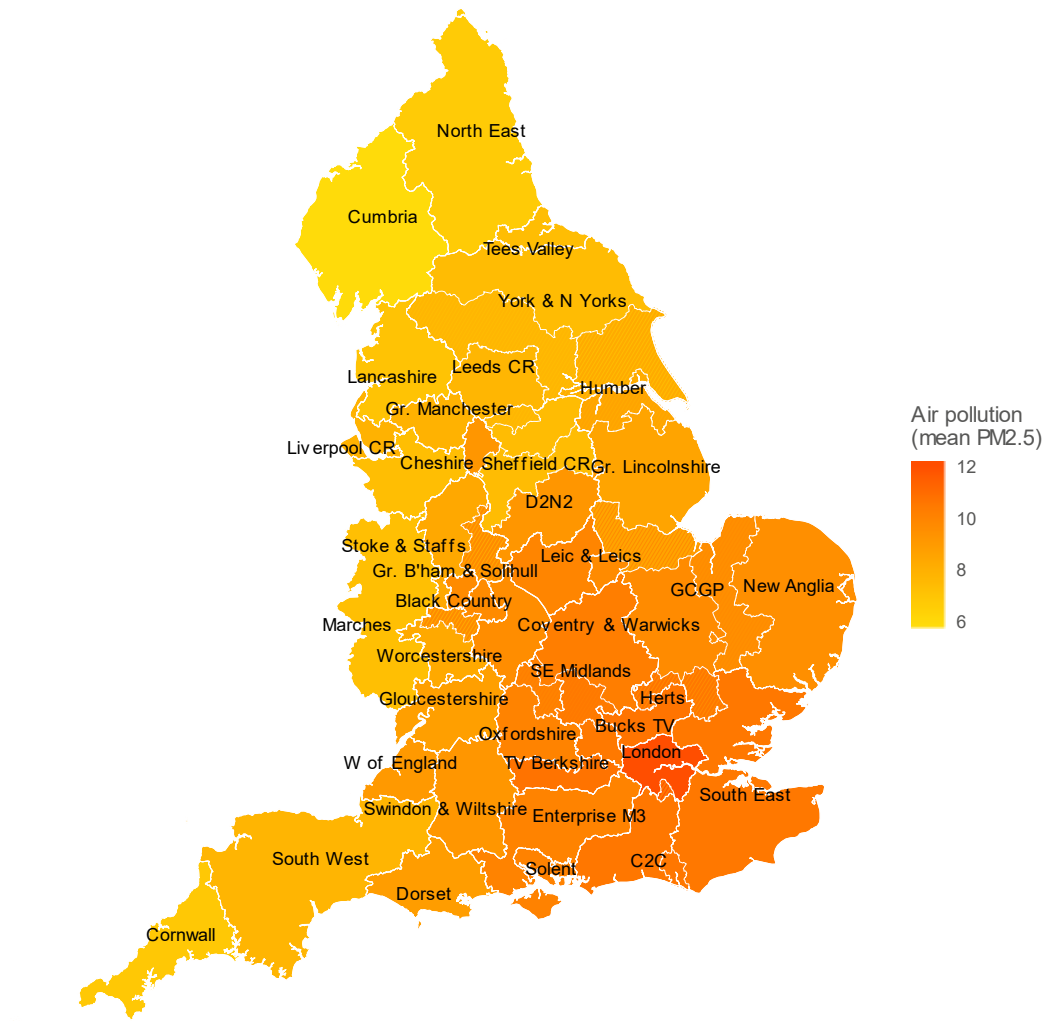 North East
Cumbria
Tees Valley
York & N Yorks
Leeds CR
Lancashire
Humber
Gr. Manchester
Liverpool CR
Cheshire
Sheffield CR
Gr. Lincolnshire
D2N2
Stoke & Staffs
Leic & Leics
Gr. B'ham & Solihull
GCGP
New Anglia
Black Country
Marches
Coventry & Warwicks
Worcestershire
SE Midlands
Gloucestershire
Herts
Bucks TV
Oxfordshire
London
W of England
TV Berkshire
South East
Swindon & Wiltshire
Enterprise M3
South West
C2C
Solent
Dorset
Cornwall
Air pollution
(mean PM2.5)
12
10
8
6